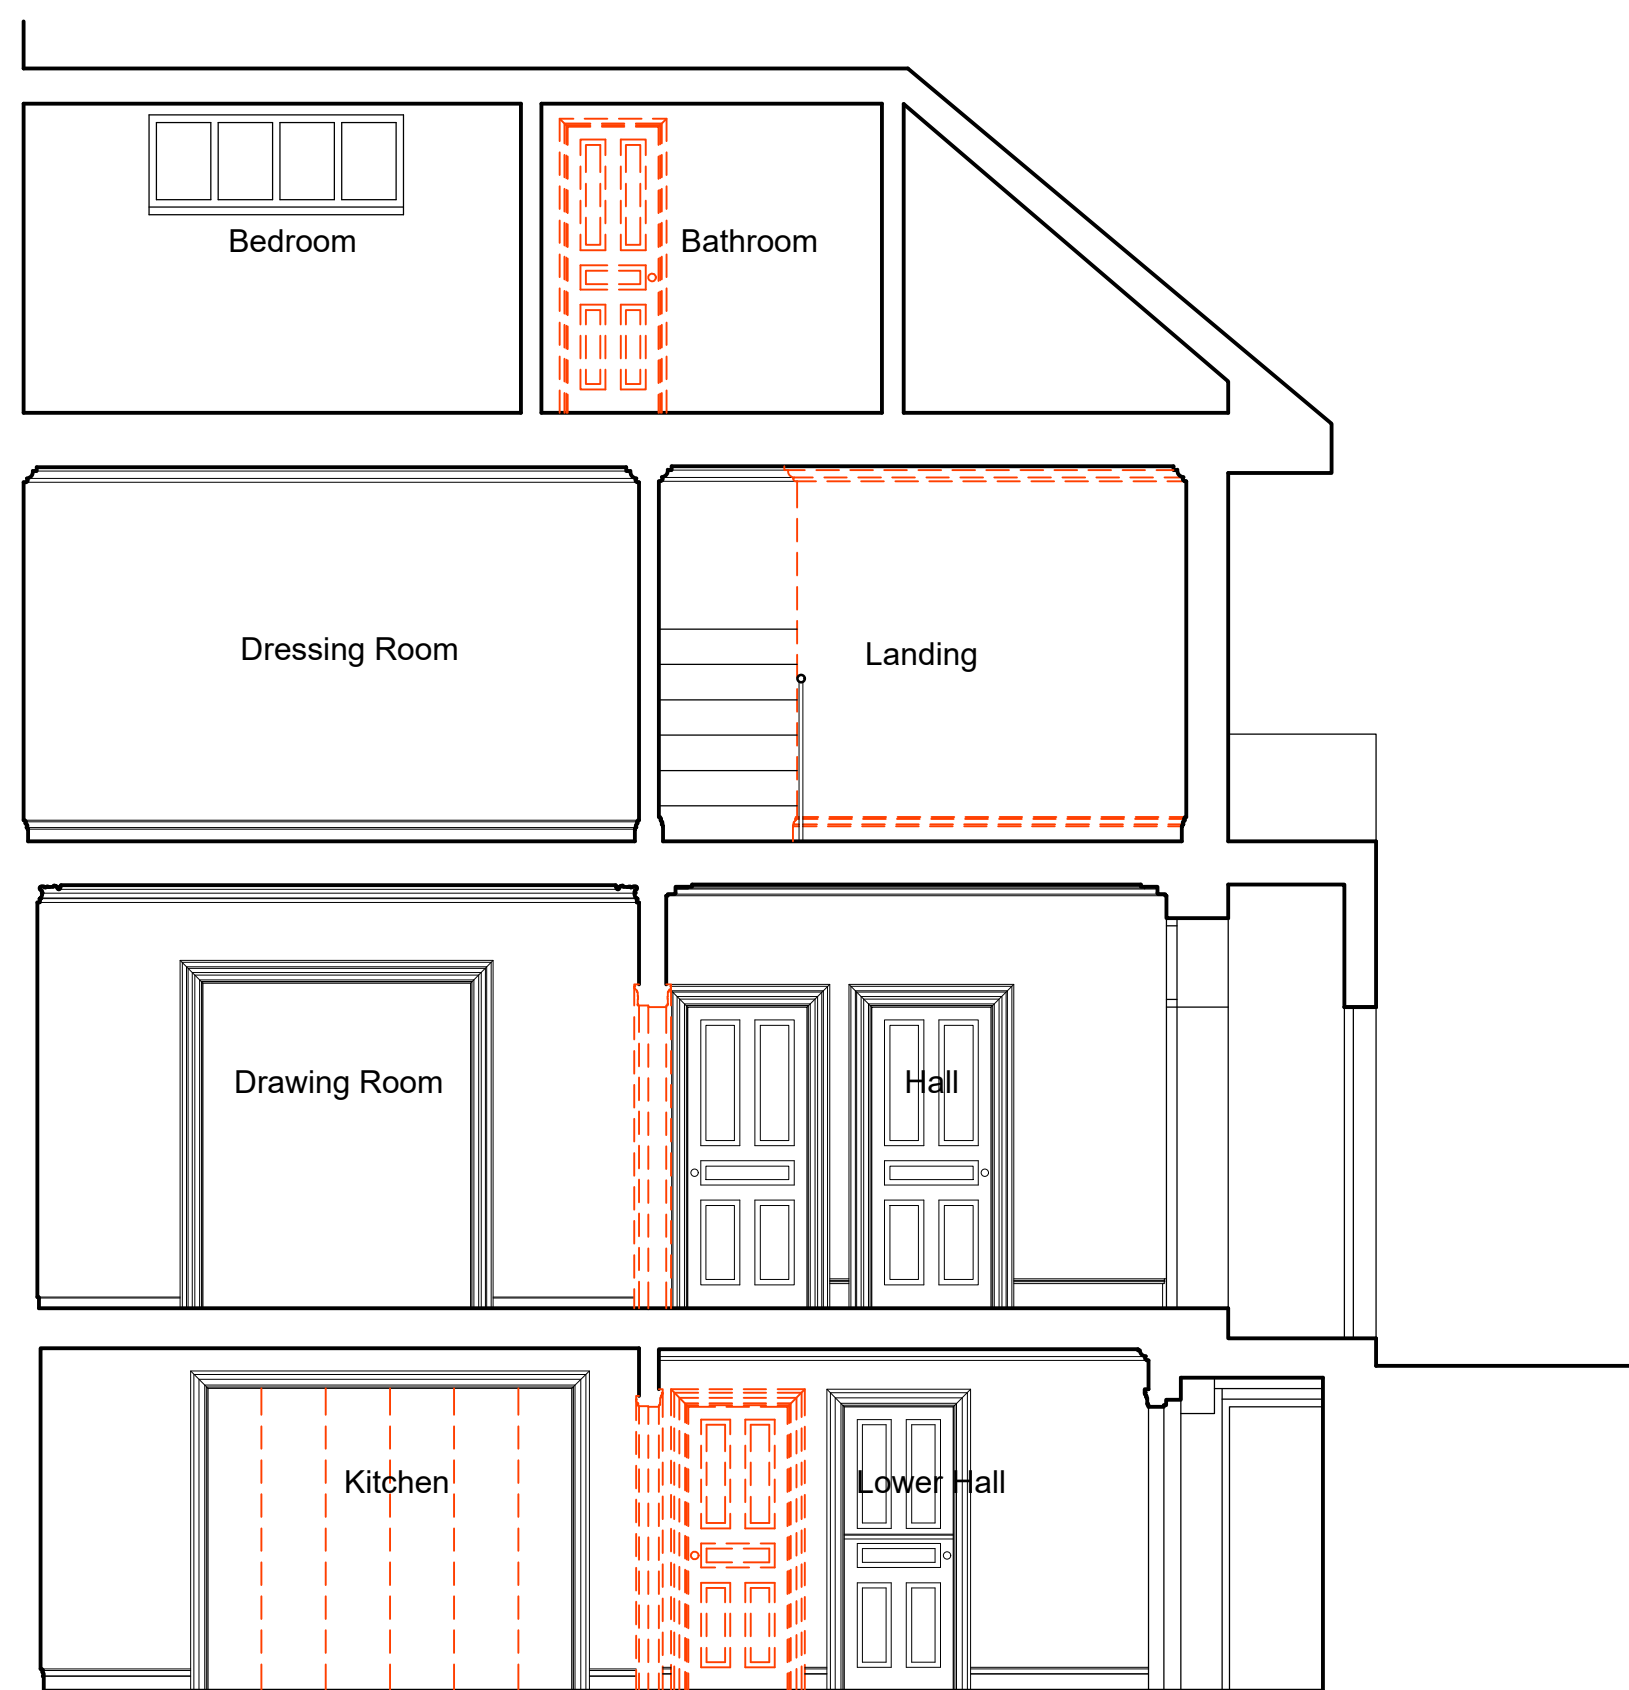 Bedroom
Bathroom
Dressing Room
Landing
Drawing Room
Hall
Kitchen
Lower Hall